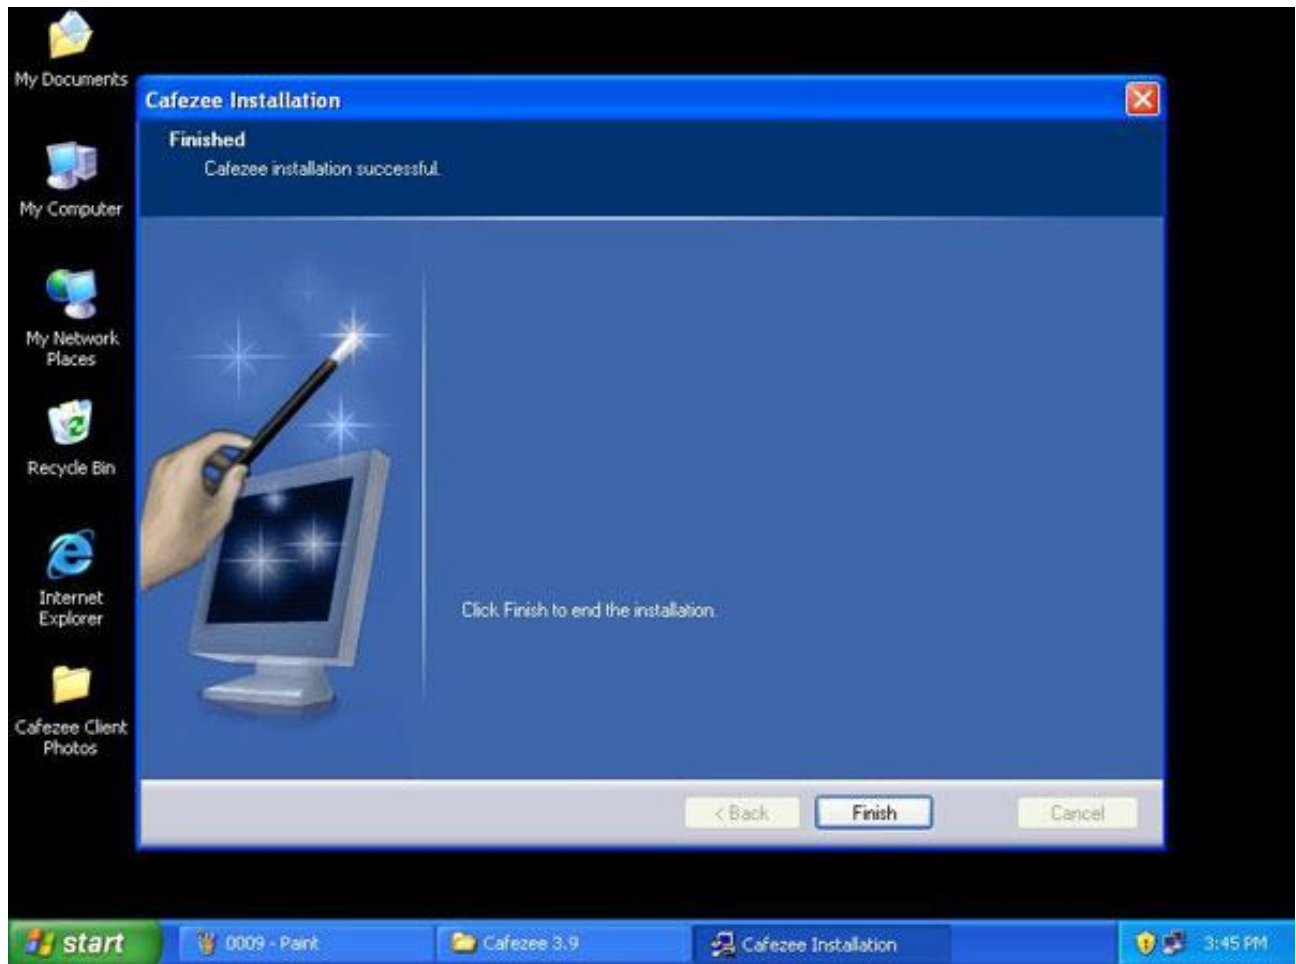 My Documents
My Computer
My Network
Places
Recycle Bin
Internet
Explorer
Cafezee Client
Photos
Cafezee Installation
Finished
Cafezee installation successful.
Click Finish to end the installation.
< Back
Finish
Cancel
start
0009 - Paint
Cafezee 3.9
Cafezee Installation
3:45 PM